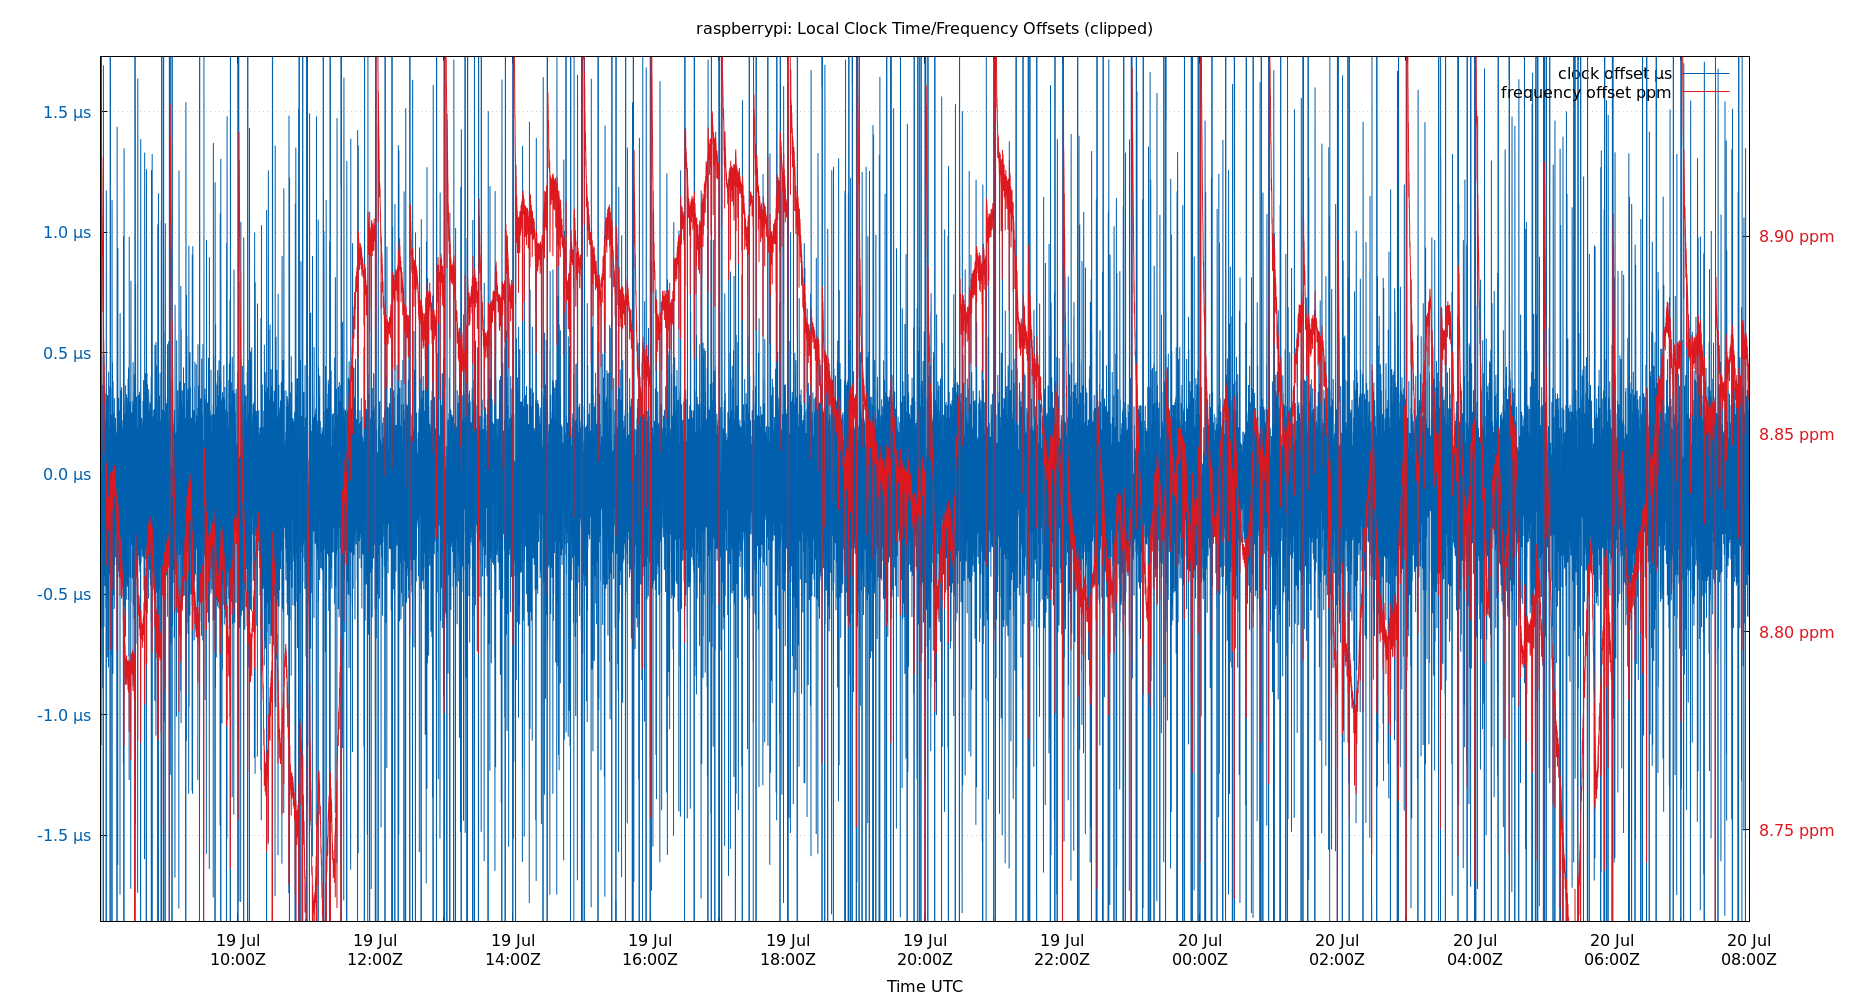 raspberrypi: Local Clock Time/Frequency Offsets (clipped)
clock offset µs
frequency offset ppm
1.5 µs
1.0 µs
0.5 µs
0.0 µs
-0.5 µs
-1.0 µs
-1.5 µs
8.90 ppm
8.85 ppm
8.80 ppm
8.75 ppm
19 Jul 19 Jul 19 Jul 19 Jul 19 Jul 19 Jul 19 Jul 20 Jul 20 Jul 20 Jul 20 Jul 20 Jul
10:00Z 12:00Z 14:00Z 16:00Z 18:00Z 20:00Z 22:00Z 00:00Z 02:00Z 04:00Z 06:00Z 08:00Z
Time UTC